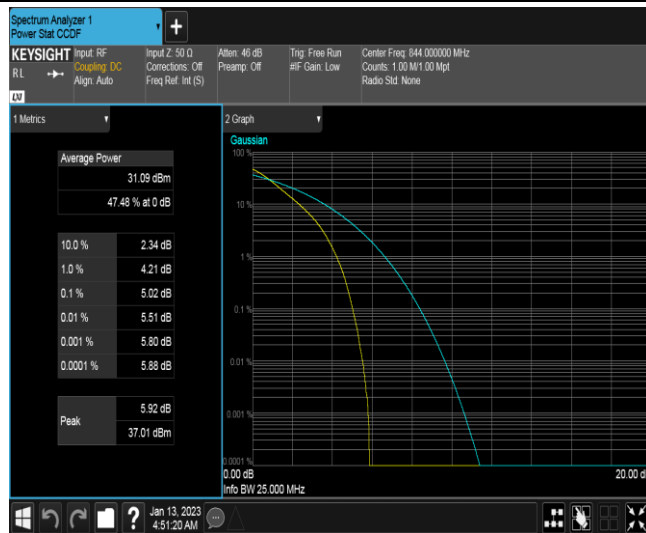 Spectrum Analyzer 1
Power Stat CCDF
+
KEYSIGHT
RL
Input: RF
Coupling: DC
Align: Auto
Input Z: 50 Ω
Corrections: Off
Freq Ref: Int (S)
Atten: 46 dB
Preamp: Off
Trig: Free Run
#IF Gain: Low
Center Freq: 844.000000 MHz
Counts: 1.00 M/1.00 Mpt
Radio Std: None
LXI
1 Metrics
Average Power
31.09 dBm
47.48 % at 0 dB
10.0 % 2.34 dB
1.0 % 4.21 dB
0.1 % 5.02 dB
0.01 % 5.51 dB
0.001 % 5.80 dB
0.0001 % 5.88 dB
Peak
5.92 dB
37.01 dBm
2 Graph
Gaussian
100 %
10 %
1 %
0.1 %
0.01 %
0.001 %
0.0001 %
0.00 dB
20.00 d
Info BW 25.000 MHz
?
Jan 13, 2023
4:51:20 AM